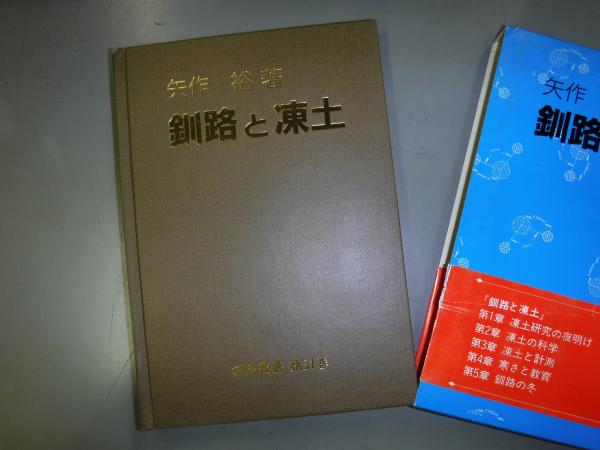 矢作 裕著
釧路と凍土
釧路叢書 第31巻
矢作
釧路
『釧路と凍土』
第1章 凍土研究の夜明け
第2章 凍土の科学
第3章 凍土と計測
第4章 寒さと教育
第5章 釧路の冬